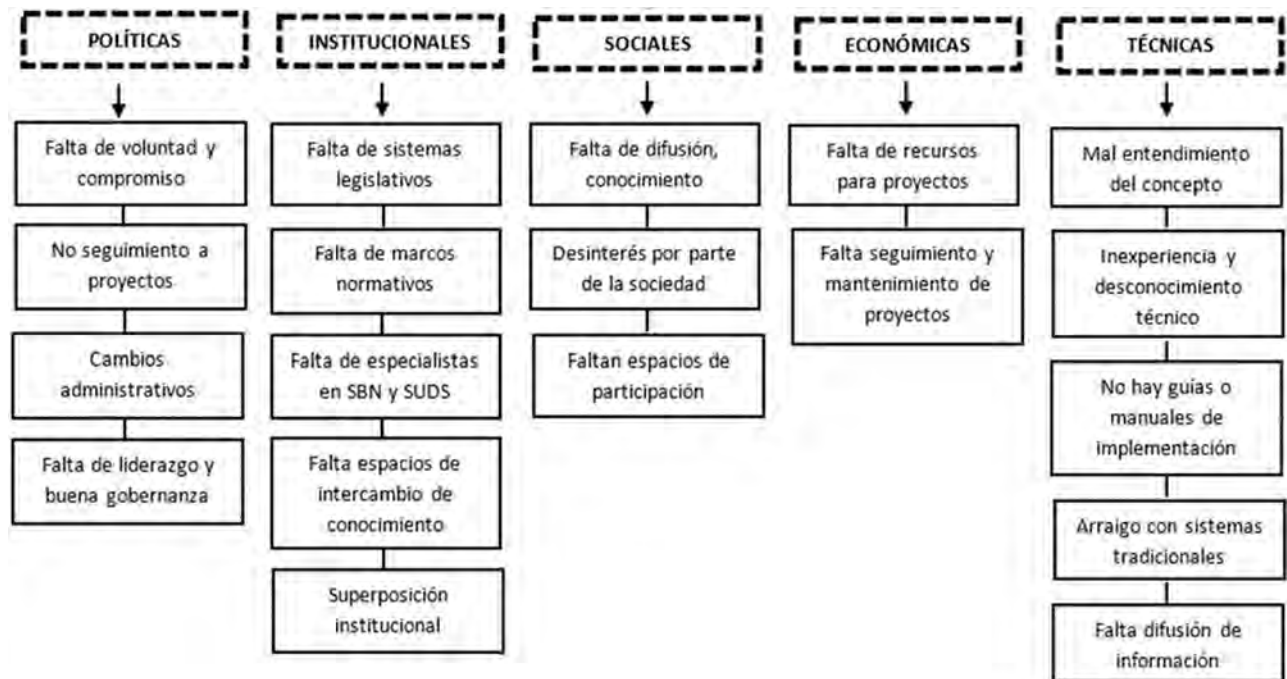 POLÍTICAS
Falta de voluntad y
compromiso
No seguimiento a
proyectos
Cambios
administrativos
Falta de liderazgo y
buena gobernanza
INSTITUCIONALES
Falta de sistemas
legislativos
Falta de marcos
normativos
Falta de especialistas
en SBN y SUDS
Falta espacios de
intercambio de
conocimiento
Superposición
institucional
SOCIALES
Falta de difusión,
conocimiento
Desinterés por parte
de la sociedad
Faltan espacios de
participación
ECONÓMICAS
Falta de recursos
para proyectos
Falta seguimiento y
mantenimiento de
proyectos
TÉCNICAS
Mal entendimiento
del concepto
Inexperiencia y
desconocimiento
técnico
No hay guías o
manuales de
implementación
Arraigo con sistemas
tradicionales
Falta difusión de
información